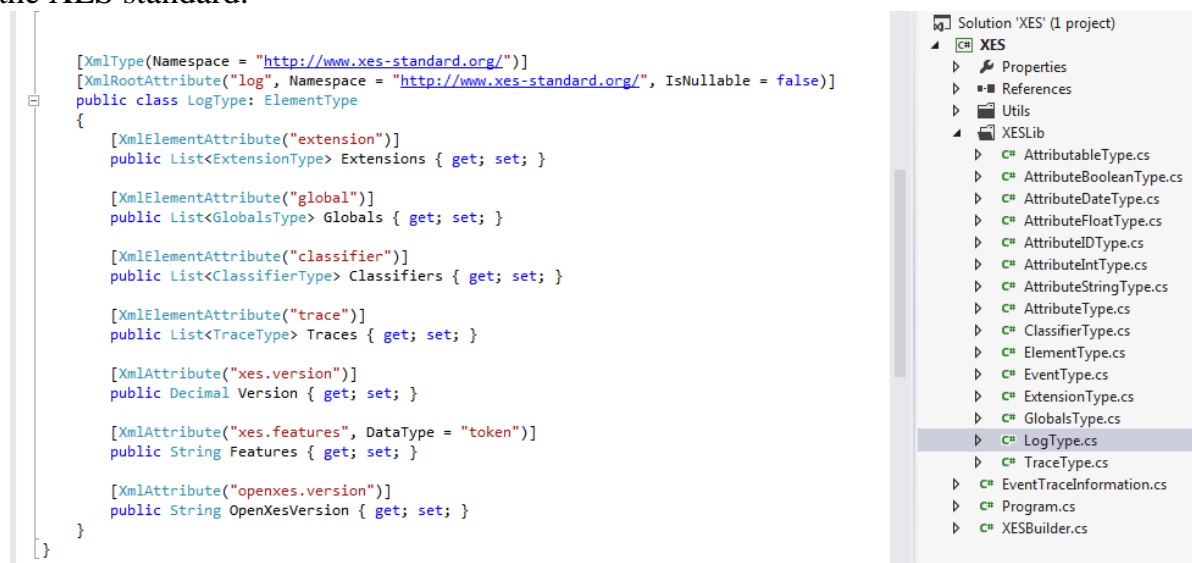 the XES standard.
[XmlType(Namespace = "http://www.xes-standard.org/")]
[XmlRootAttribute("log", Namespace = "http://www.xes-standard.org/", IsNullable = false)]
public class LogType: ElementType
{
[XmlElementAttribute("extension")]
public List<ExtensionType> Extensions { get; set; }
[XmlElementAttribute("global")]
public List<GlobalsType> Globals { get; set; }
[XmlElementAttribute("classifier")]
public List<ClassifierType> Classifiers { get; set; }
[XmlElementAttribute("trace")]
public List<TraceType> Traces { get; set; }
[XmlAttribute("xes.version")]
public Decimal Version { get; set; }
[XmlAttribute("xes.features", DataType = "token")]
public String Features { get; set; }
[XmlAttribute("openxes.version")]
public String OpenXesVersion { get; set; }
}
}
Solution 'XES' (1 project)
C# XES
Properties
References
Utils
XESLib
C# AttributableType.cs
C# AttributeBooleanType.cs
C# AttributeDateType.cs
C# AttributeFloatType.cs
C# AttributeIDType.cs
C# AttributeIntType.cs
C# AttributeStringType.cs
C# AttributeType.cs
C# ClassifierType.cs
C# ElementType.cs
C# EventType.cs
C# ExtensionType.cs
C# GlobalsType.cs
C# LogType.cs
C# TraceType.cs
C# EventTraceInformation.cs
C# Program.cs
C# XESBuilder.cs